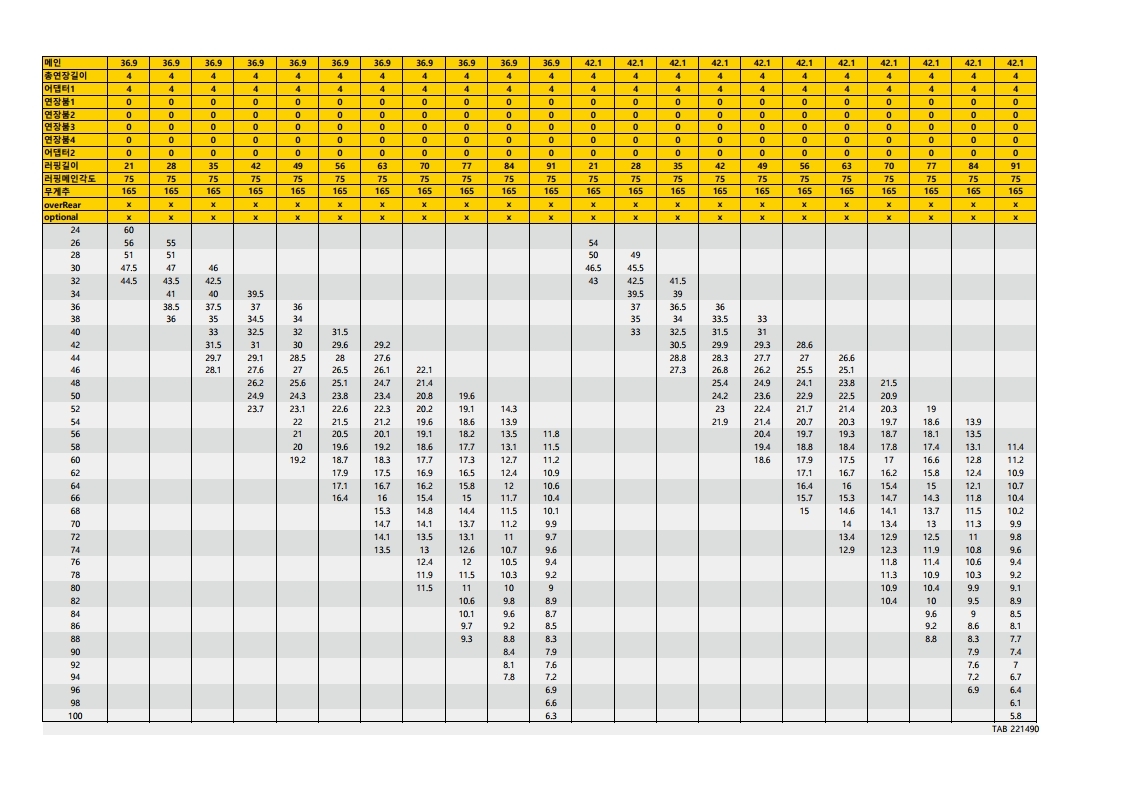 메인 36.9 36.9 36.9 36.9 36.9 36.9 36.9 36.9 36.9 36.9 36.9 42.1 42.1 42.1 42.1 42.1 42.1 42.1 42.1 42.1 42.1 42.1
총연장길이 4 4 4 4 4 4 4 4 4 4 4 4 4 4 4 4 4 4 4 4 4 4
어댑터1 4 4 4 4 4 4 4 4 4 4 4 4 4 4 4 4 4 4 4 4 4 4
연장붐1 0 0 0 0 0 0 0 0 0 0 0 0 0 0 0 0 0 0 0 0 0 0
연장붐2 0 0 0 0 0 0 0 0 0 0 0 0 0 0 0 0 0 0 0 0 0 0
연장붐3 0 0 0 0 0 0 0 0 0 0 0 0 0 0 0 0 0 0 0 0 0 0
연장붐4 0 0 0 0 0 0 0 0 0 0 0 0 0 0 0 0 0 0 0 0 0 0
어댑터2 0 0 0 0 0 0 0 0 0 0 0 0 0 0 0 0 0 0 0 0 0 0
러핑길이 21 28 35 42 49 56 63 70 77 84 91 21 28 35 42 49 56 63 70 77 84 91
러핑메인각도 75 75 75 75 75 75 75 75 75 75 75 75 75 75 75 75 75 75 75 75 75 75
무게추 165 165 165 165 165 165 165 165 165 165 165 165 165 165 165 165 165 165 165 165 165 165
overRear x x x x x x x x x x x x x x x x x x x x x x
optional x x x x x x x x x x x x x x x x x x x x x x
24 60
26 56 55 54
28 51 51 50 49
30 47.5 47 46 46.5 45.5
32 44.5 43.5 42.5 43 42.5 41.5
34 41 40 39.5 39.5 39
36 38.5 37.5 37 36 37 36.5 36
38 36 35 34.5 34 35 34 33.5 33
40 33 32.5 32 31.5 33 32.5 31.5 31
42 31.5 31 30 29.6 29.2 30.5 29.9 29.3 28.6
44 29.7 29.1 28.5 28 27.6 28.8 28.3 27.7 27 26.6
46 28.1 27.6 27 26.5 26.1 22.1 27.3 26.8 26.2 25.5 25.1
48 26.2 25.6 25.1 24.7 21.4 25.4 24.9 24.1 23.8 21.5
50 24.9 24.3 23.8 23.4 20.8 19.6 24.2 23.6 22.9 22.5 20.9
52 23.7 23.1 22.6 22.3 20.2 19.1 14.3 23 22.4 21.7 21.4 20.3 19
54 22 21.5 21.2 19.6 18.6 13.9 21.9 21.4 20.7 20.3 19.7 18.6 13.9
56 21 20.5 20.1 19.1 18.2 13.5 11.8 20.4 19.7 19.3 18.7 18.1 13.5
58 20 19.6 19.2 18.6 17.7 13.1 11.5 19.4 18.8 18.4 17.8 17.4 13.1 11.4
60 19.2 18.7 18.3 17.7 17.3 12.7 11.2 18.6 17.9 17.5 17 16.6 12.8 11.2
62 17.9 17.5 16.9 16.5 12.4 10.9 17.1 16.7 16.2 15.8 12.4 10.9
64 17.1 16.7 16.2 15.8 12 10.6 16.4 16 15.4 15 12.1 10.7
66 16.4 16 15.4 15 11.7 10.4 15.7 15.3 14.7 14.3 11.8 10.4
68 15.3 14.8 14.4 11.5 10.1 15 14.6 14.1 13.7 11.5 10.2
70 14.7 14.1 13.7 11.2 9.9 14 13.4 13 11.3 9.9
72 14.1 13.5 13.1 11 9.7 13.4 12.9 12.5 11 9.8
74 13.5 13 12.6 10.7 9.6 12.9 12.3 11.9 10.8 9.6
76 12.4 12 10.5 9.4 11.8 11.4 10.6 9.4
78 11.9 11.5 10.3 9.2 11.3 10.9 10.3 9.2
80 11.5 11 10 9 10.9 10.4 9.9 9.1
82 10.6 9.8 8.9 10.4 10 9.5 8.9
84 10.1 9.6 8.7 9.6 9 8.5
86 9.7 9.2 8.5 9.2 8.6 8.1
88 9.3 8.8 8.3 8.8 8.3 7.7
90 8.4 7.9 7.9 7.4
92 8.1 7.6 7.6 7
94 7.8 7.2 7.2 6.7
96 6.9 6.9 6.4
98 6.6 6.1
100 6.3 5.8
TAB 221490